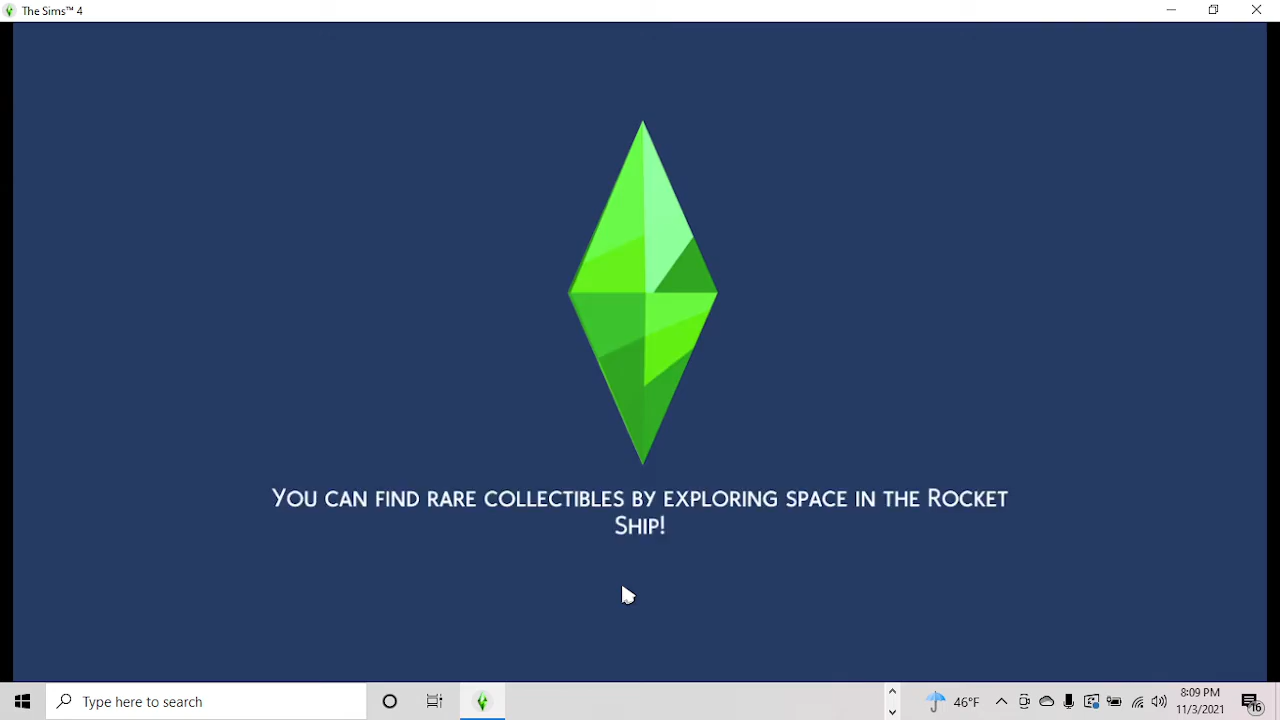 The Sims™ 4
You can find rare collectibles by exploring space in the Rocket
Ship!
Type here to search
46°F
8:09 PM
11/3/2021
16